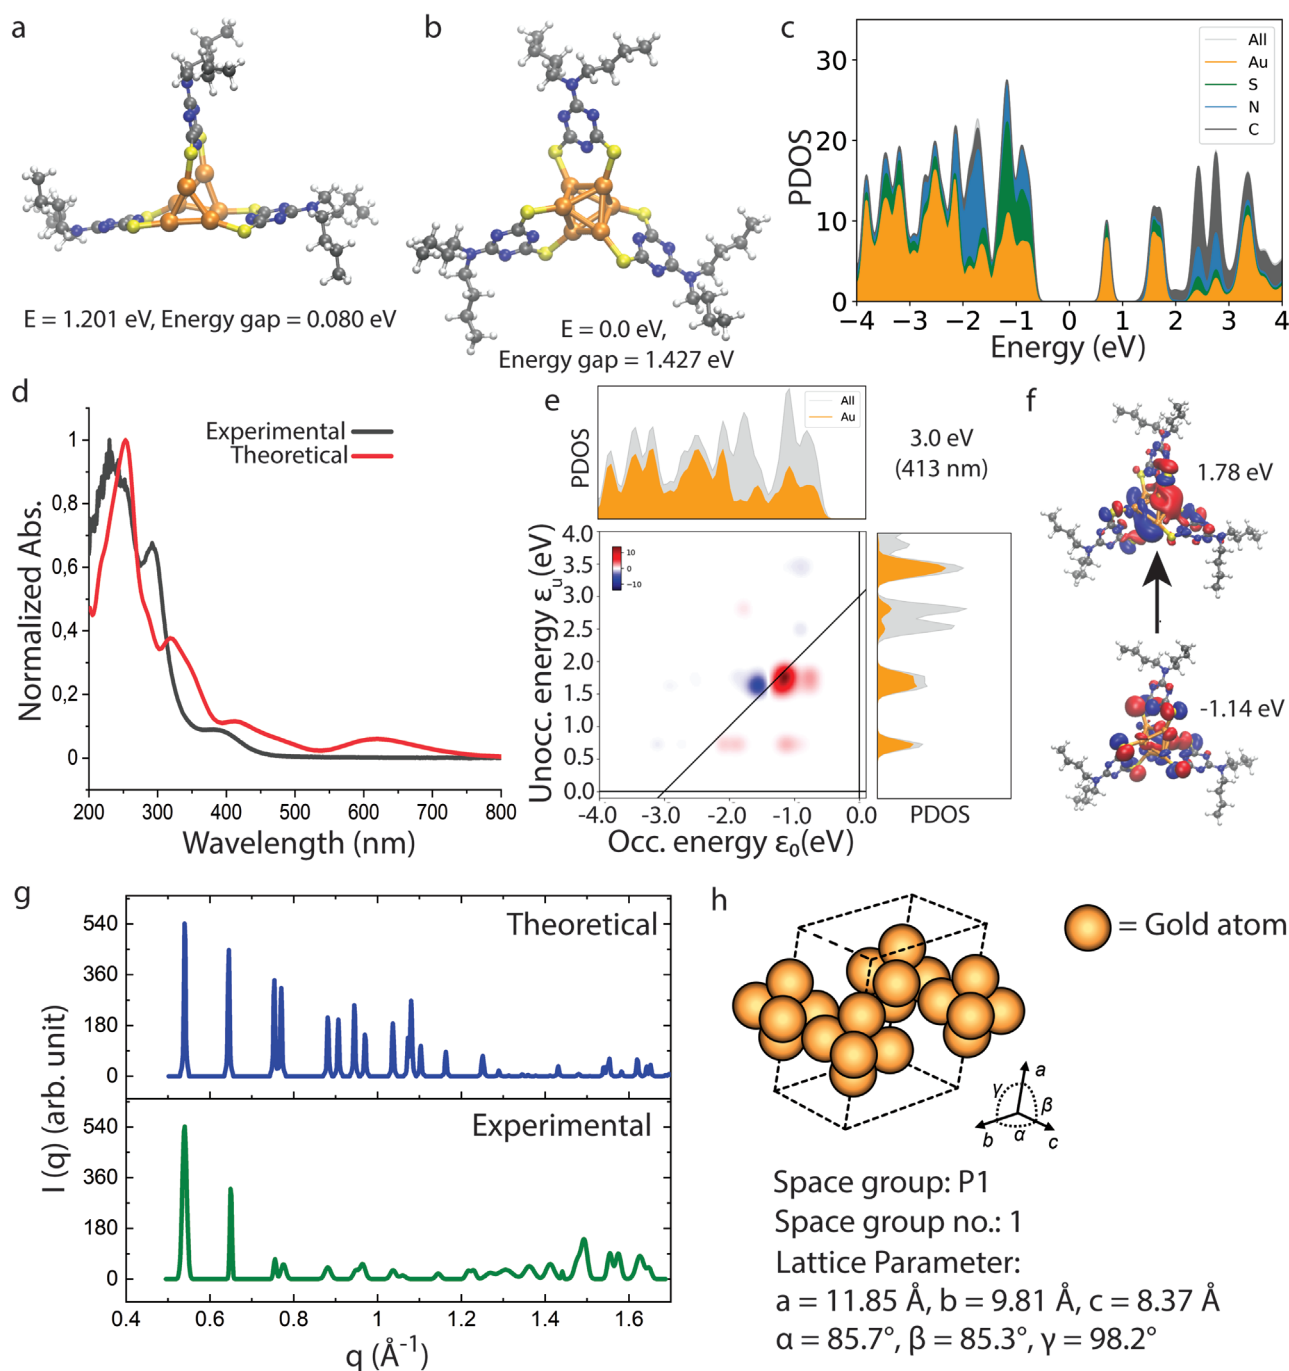 a
E = 1.201 eV, Energy gap = 0.080 eV
b
E = 0.0 eV,
Energy gap = 1.427 eV
c
All
Au
S
N
C
30
20
10
0
PDOS
−4 −3 −2 −1 0 1 2 3 4
Energy (eV)
d
Experimental
Theoretical
1
0,8
0,6
0,4
0,2
0
Normalized Abs.
200 300 400 500 600 700 800
Wavelength (nm)
e
All
Au
PDOS
3.0 eV
(413 nm)
10
0
−10
4.0
3.5
3.0
2.5
2.0
1.5
1.0
0.5
0.0
Unocc. energy ε_u(eV)
-4.0 -3.0 -2.0 -1.0 0.0
Occ. energy ε₀(eV)
PDOS
f
1.78 eV
-1.14 eV
g
Theoretical
540
360
180
0
Experimental
540
360
180
0
I (q) (arb. unit)
0.4 0.6 0.8 1 1.2 1.4 1.6
q (Å⁻¹)
h
= Gold atom
a
γ
β
b
α
c
Space group: P1
Space group no.: 1
Lattice Parameter:
a = 11.85 Å, b = 9.81 Å, c = 8.37 Å
α = 85.7°, β = 85.3°, γ = 98.2°